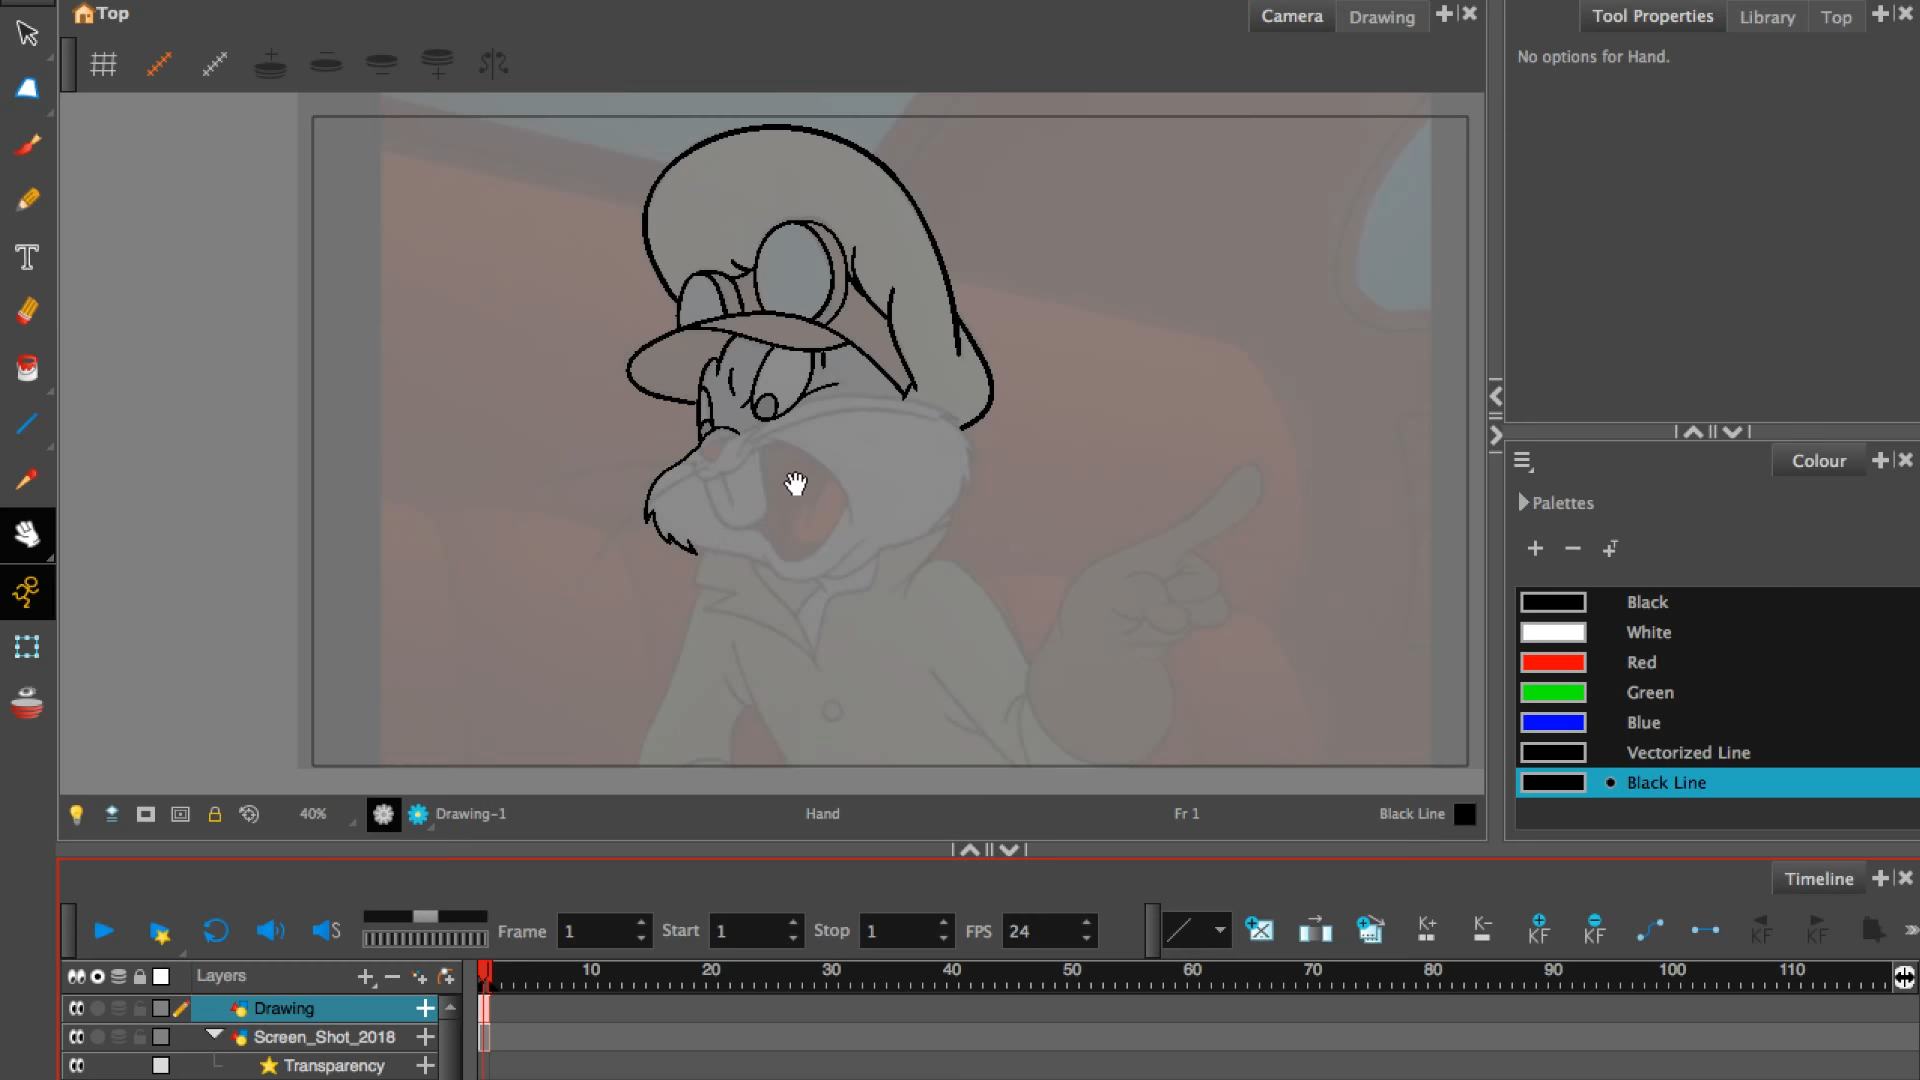 Top
Camera
Drawing
Tool Properties
Library
Top
No options for Hand.
Colour
Palettes
Black
White
Red
Green
Blue
Vectorized Line
Black Line
40%
Drawing-1
Hand
Fr 1
Black Line
Timeline
Frame 1
Start 1
Stop 1
FPS 24
K+
K-
KF
KF
KF
KF
Layers
10 20 30 40 50 60 70 80 90 100 110
Drawing
Screen_Shot_2018
Transparency